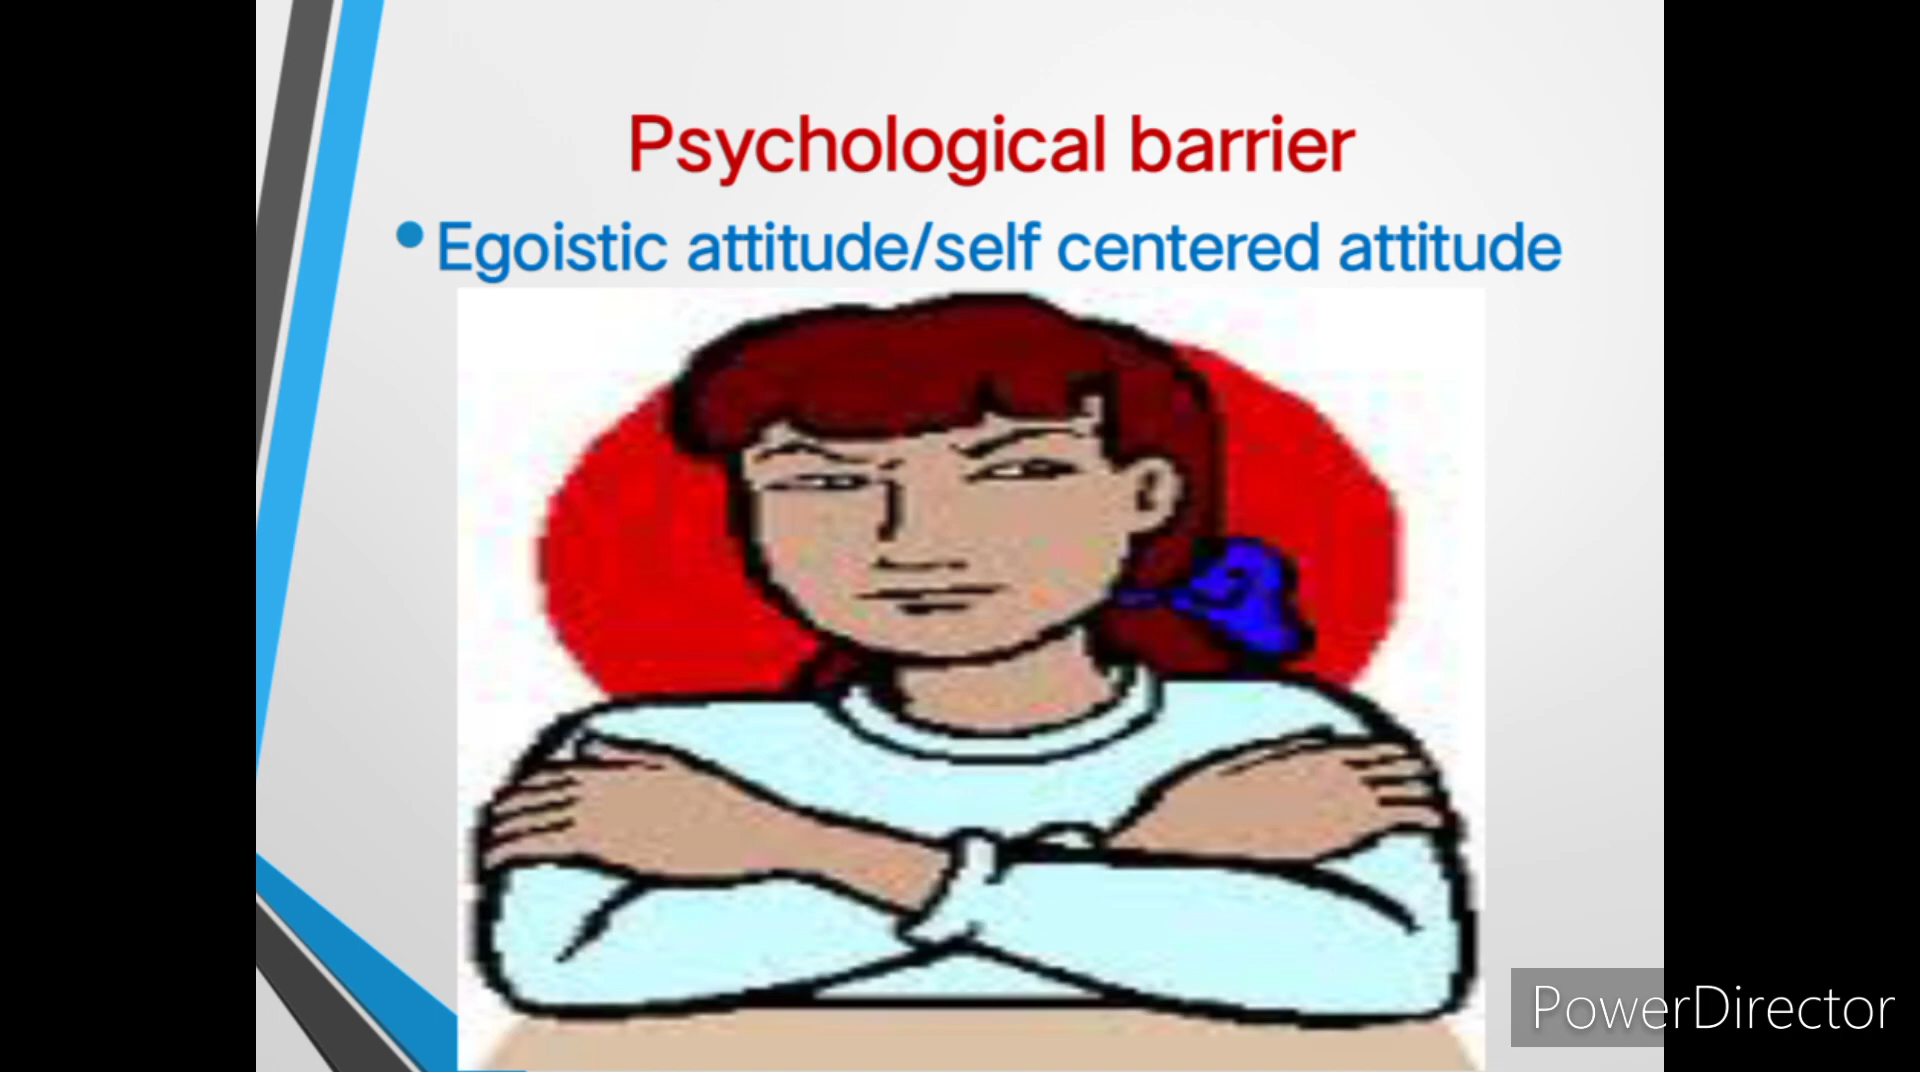 Psychological barrier
• Egoistic attitude/self centered attitude
PowerDirector